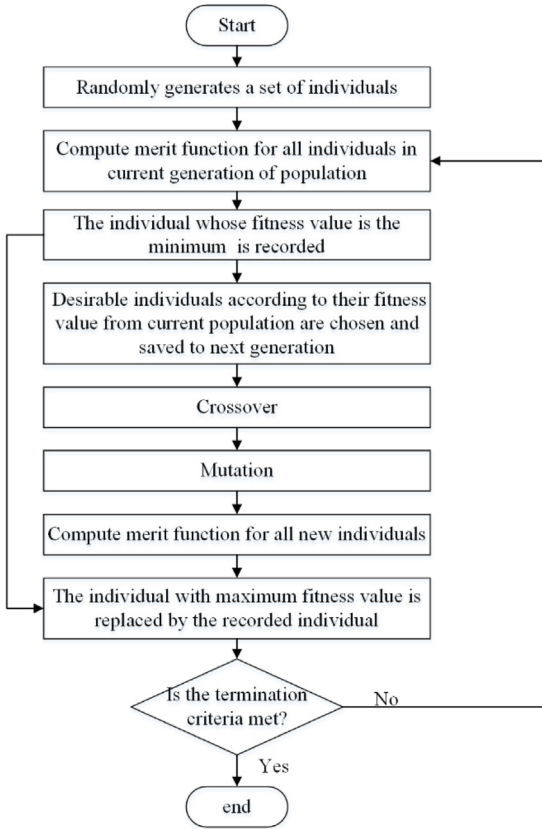 Start
Randomly generates a set of individuals
Compute merit function for all individuals in
current generation of population
The individual whose fitness value is the
minimum is recorded
Desirable individuals according to their fitness
value from current population are chosen and
saved to next generation
Crossover
Mutation
Compute merit function for all new individuals
The individual with maximum fitness value is
replaced by the recorded individual
Is the termination
criteria met?
No
Yes
end